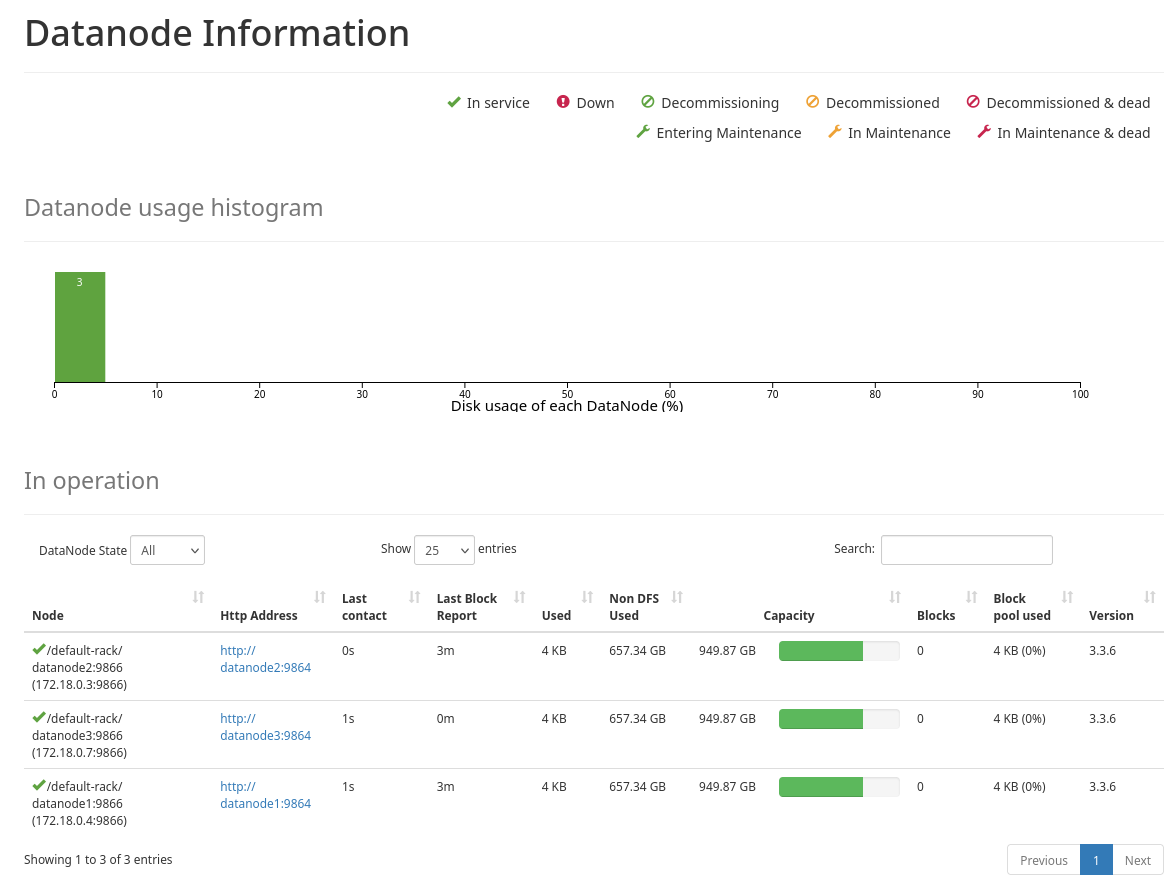 Datanode Information
In service Down Decommissioning Decommissioned Decommissioned & dead
Entering Maintenance In Maintenance In Maintenance & dead
Datanode usage histogram
3
0 10 20 30 40 50 60 70 80 90 100
Disk usage of each DataNode (%)
In operation
DataNode State All Show 25 entries Search:
Node Http Address Last contact Last Block Report Used Non DFS Used Capacity Blocks Block pool used Version
/default-rack/ http:// 0s 3m 4 KB 657.34 GB 949.87 GB 0 4 KB (0%) 3.3.6
datanode2:9866 datanode2:9864
(172.18.0.3:9866)
/default-rack/ http:// 1s 0m 4 KB 657.34 GB 949.87 GB 0 4 KB (0%) 3.3.6
datanode3:9866 datanode3:9864
(172.18.0.7:9866)
/default-rack/ http:// 1s 3m 4 KB 657.34 GB 949.87 GB 0 4 KB (0%) 3.3.6
datanode1:9866 datanode1:9864
(172.18.0.4:9866)
Showing 1 to 3 of 3 entries Previous 1 Next